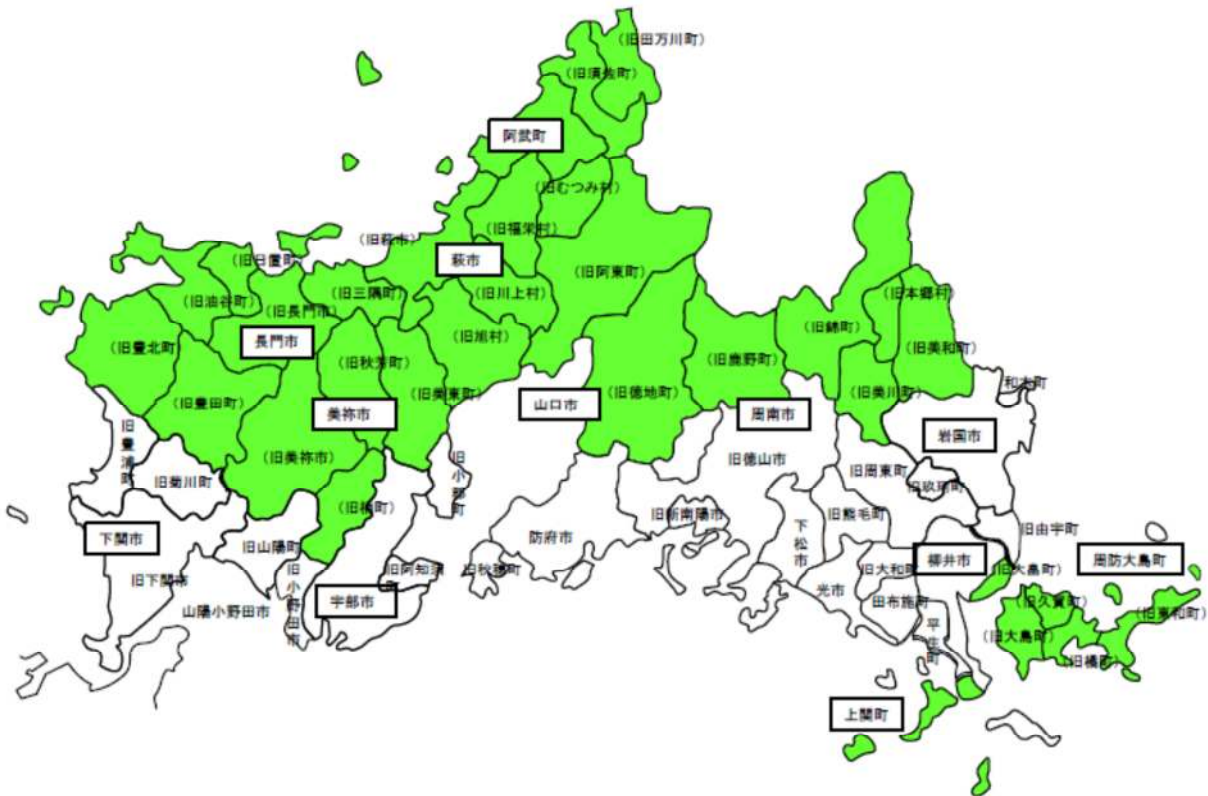 (旧田万川町)
(旧須佐町)
阿武町
(旧むつみ村)
(旧福栄村)
(旧萩市)
萩市
(旧日置町)
(旧阿東町)
(旧油谷町)
(旧三隅町)
(旧川上村)
(旧長門市)
長門市
(旧本郷村)
(旧錦町)
(旧旭村)
(旧豊北町)
(旧秋芳町)
(旧鹿野町)
(旧美和町)
和木町
(旧美東町)
(旧徳地町)
(旧美川町)
(旧豊田町)
美祢市
山口市
周南市
岩国市
旧豊浦町
(旧美祢市)
旧小郡町
旧徳山市
旧周東町
旧菊川町
旧玖珂町
(旧楠町)
旧新南陽市
旧熊毛町
旧由宇町
下関市
旧山陽町
防府市
下松市
柳井市
周防大島町
旧阿知須町
旧秋穂町
旧大和町
(旧大畠町)
旧下関市
旧小野田市
宇部市
光市
田布施町
(旧久賀町)
(旧東和町)
山陽小野田市
平生町
(旧大島町)
(旧橘町)
上関町